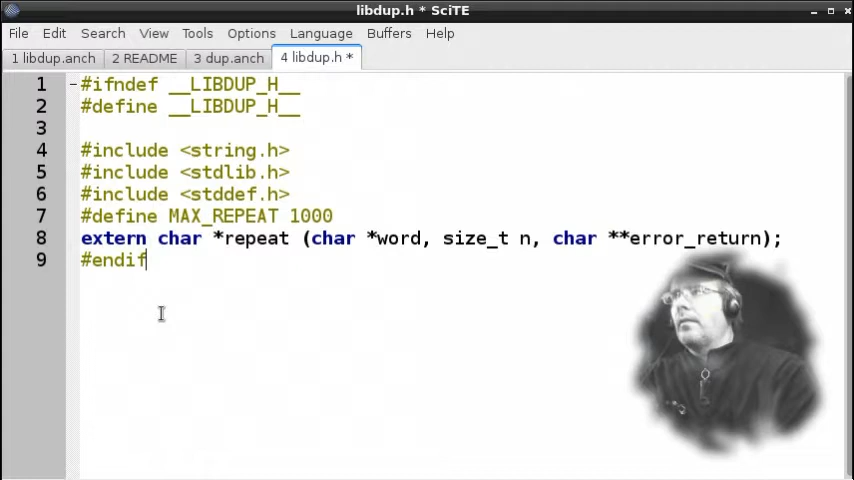 libdup.h * SciTE
File Edit Search View Tools Options Language Buffers Help
1 libdup.anch 2 README 3 dup.anch 4 libdup.h *
1 #ifndef __LIBDUP_H__
2 #define __LIBDUP_H__
3
4 #include <string.h>
5 #include <stdlib.h>
6 #include <stddef.h>
7 #define MAX_REPEAT 1000
8 extern char *repeat (char *word, size_t n, char **error_return);
9 #endif